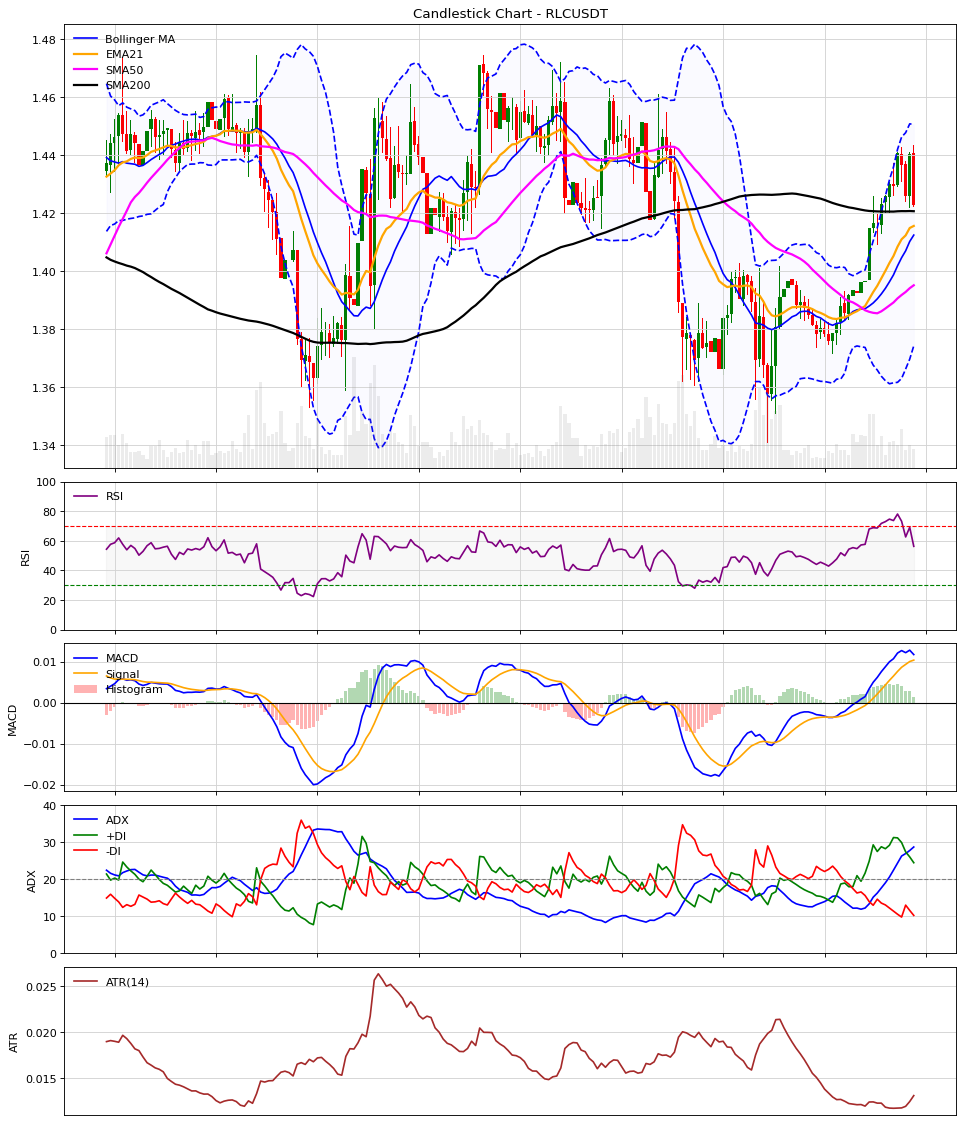 Candlestick Chart - RLCUSDT
Bollinger MA
EMA21
SMA50
SMA200
1.48
1.46
1.44
1.42
1.40
1.38
1.36
1.34
RSI
100
80
60
40
20
0
RSI
MACD
Signal
Histogram
0.01
0.00
−0.01
−0.02
MACD
ADX
+DI
-DI
40
30
20
10
0
ADX
ATR(14)
0.025
0.020
0.015
ATR